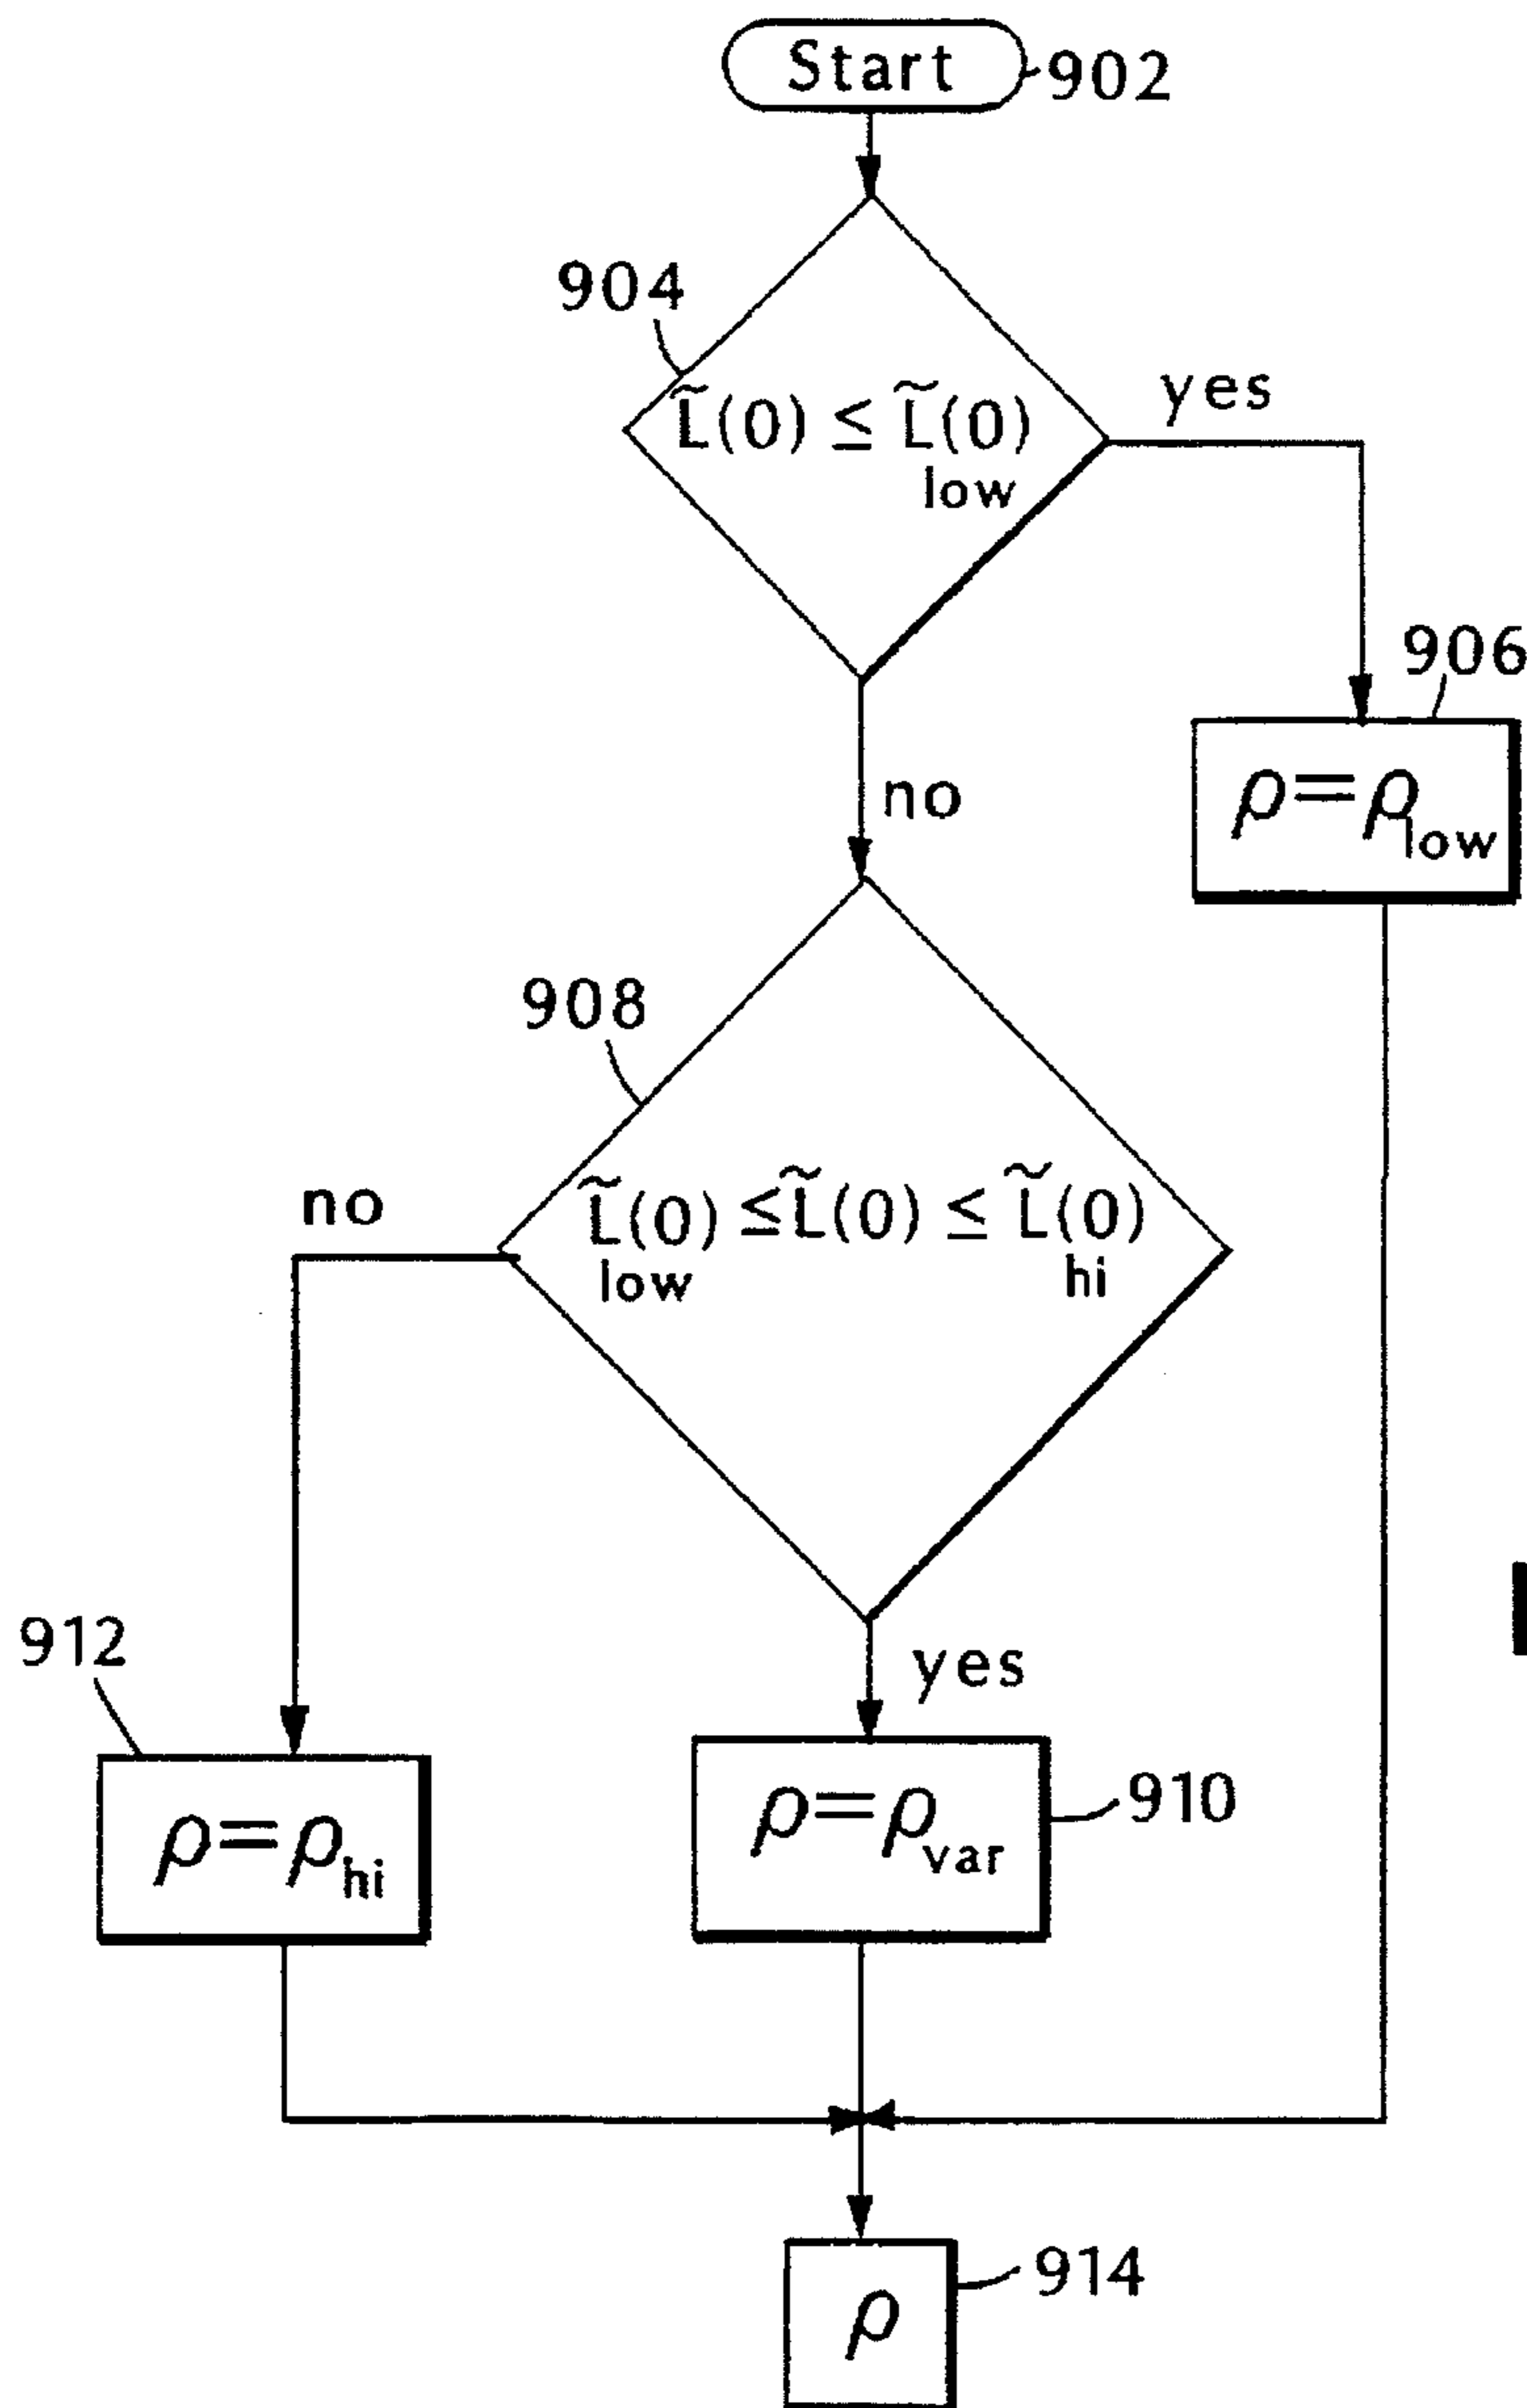 Start
902
904
L̃(0) ≤ L̃(0)
low
yes
906
ρ=ρlow
no
908
L̃(0) ≤ L̃(0) ≤ L̃(0)
low hi
no
yes
912
ρ=ρhi
ρ=ρvar
910
ρ
914